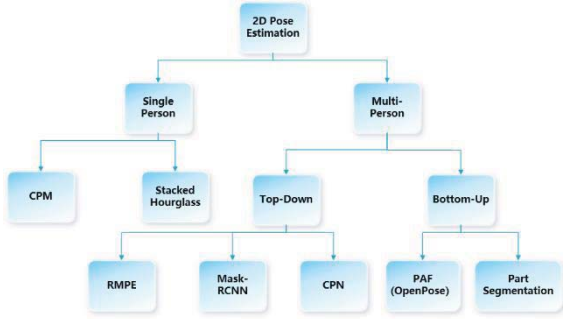 2D Pose
Estimation
Single
Person
Multi-
Person
CPM
Stacked
Hourglass
Top-Down
Bottom-Up
RMPE
Mask-
RCNN
CPN
PAF
(OpenPose)
Part
Segmentation